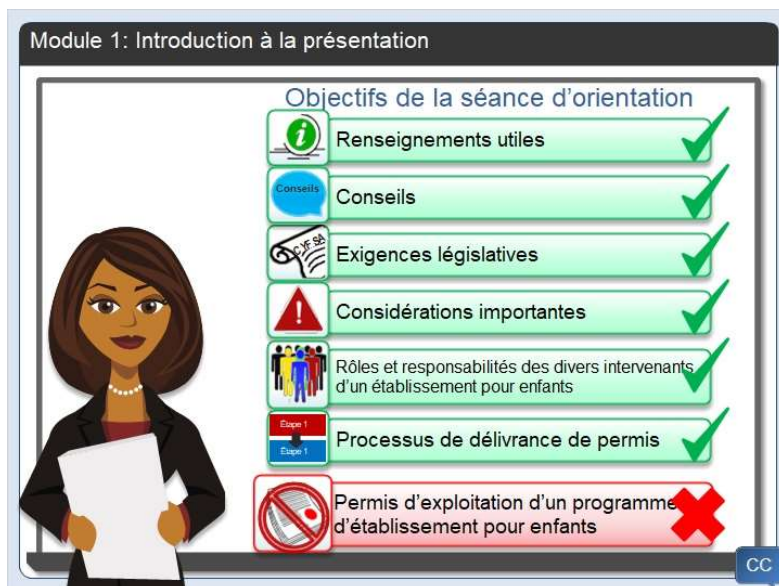 Module 1: Introduction à la présentation
Objectifs de la séance d'orientation
Renseignements utiles
Conseils
Conseils
CYFSA
Exigences législatives
Considérations importantes
Rôles et responsabilités des divers intervenants
d'un établissement pour enfants
Étape 1
Étape 1
Processus de délivrance de permis
Permis d'exploitation d'un programme
d'établissement pour enfants
CC